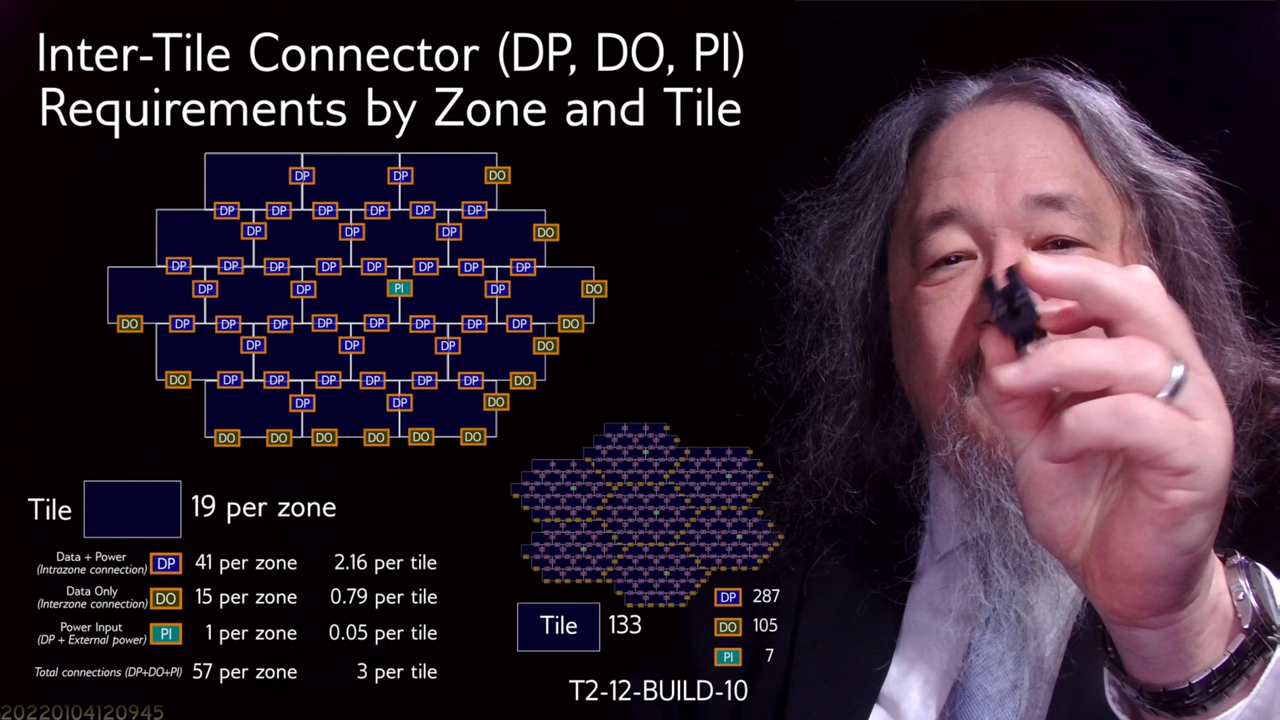 Inter-Tile Connector (DP, DO, PI)
Requirements by Zone and Tile
DP DP DO
DP DP DP DP DP DP
DP DP DP DO
DP DP DP DP DP DP DP DP
DP DP PI DP DO
DO DP DP DP DP DP DP DP DP DO
DP DP DP DO
DO DP DP DP DP DP DP DO
DP DP DO
DO DO DO DO DO DO
Tile 19 per zone
Data + Power
(Intrazone connection) DP 41 per zone 2.16 per tile
Data Only
(Interzone connection) DO 15 per zone 0.79 per tile
Power Input
(DP + External power) PI 1 per zone 0.05 per tile
Total connections (DP+DO+PI) 57 per zone 3 per tile
Tile 133
DP 287
DO 105
PI 7
T2-12-BUILD-10
20220104120945